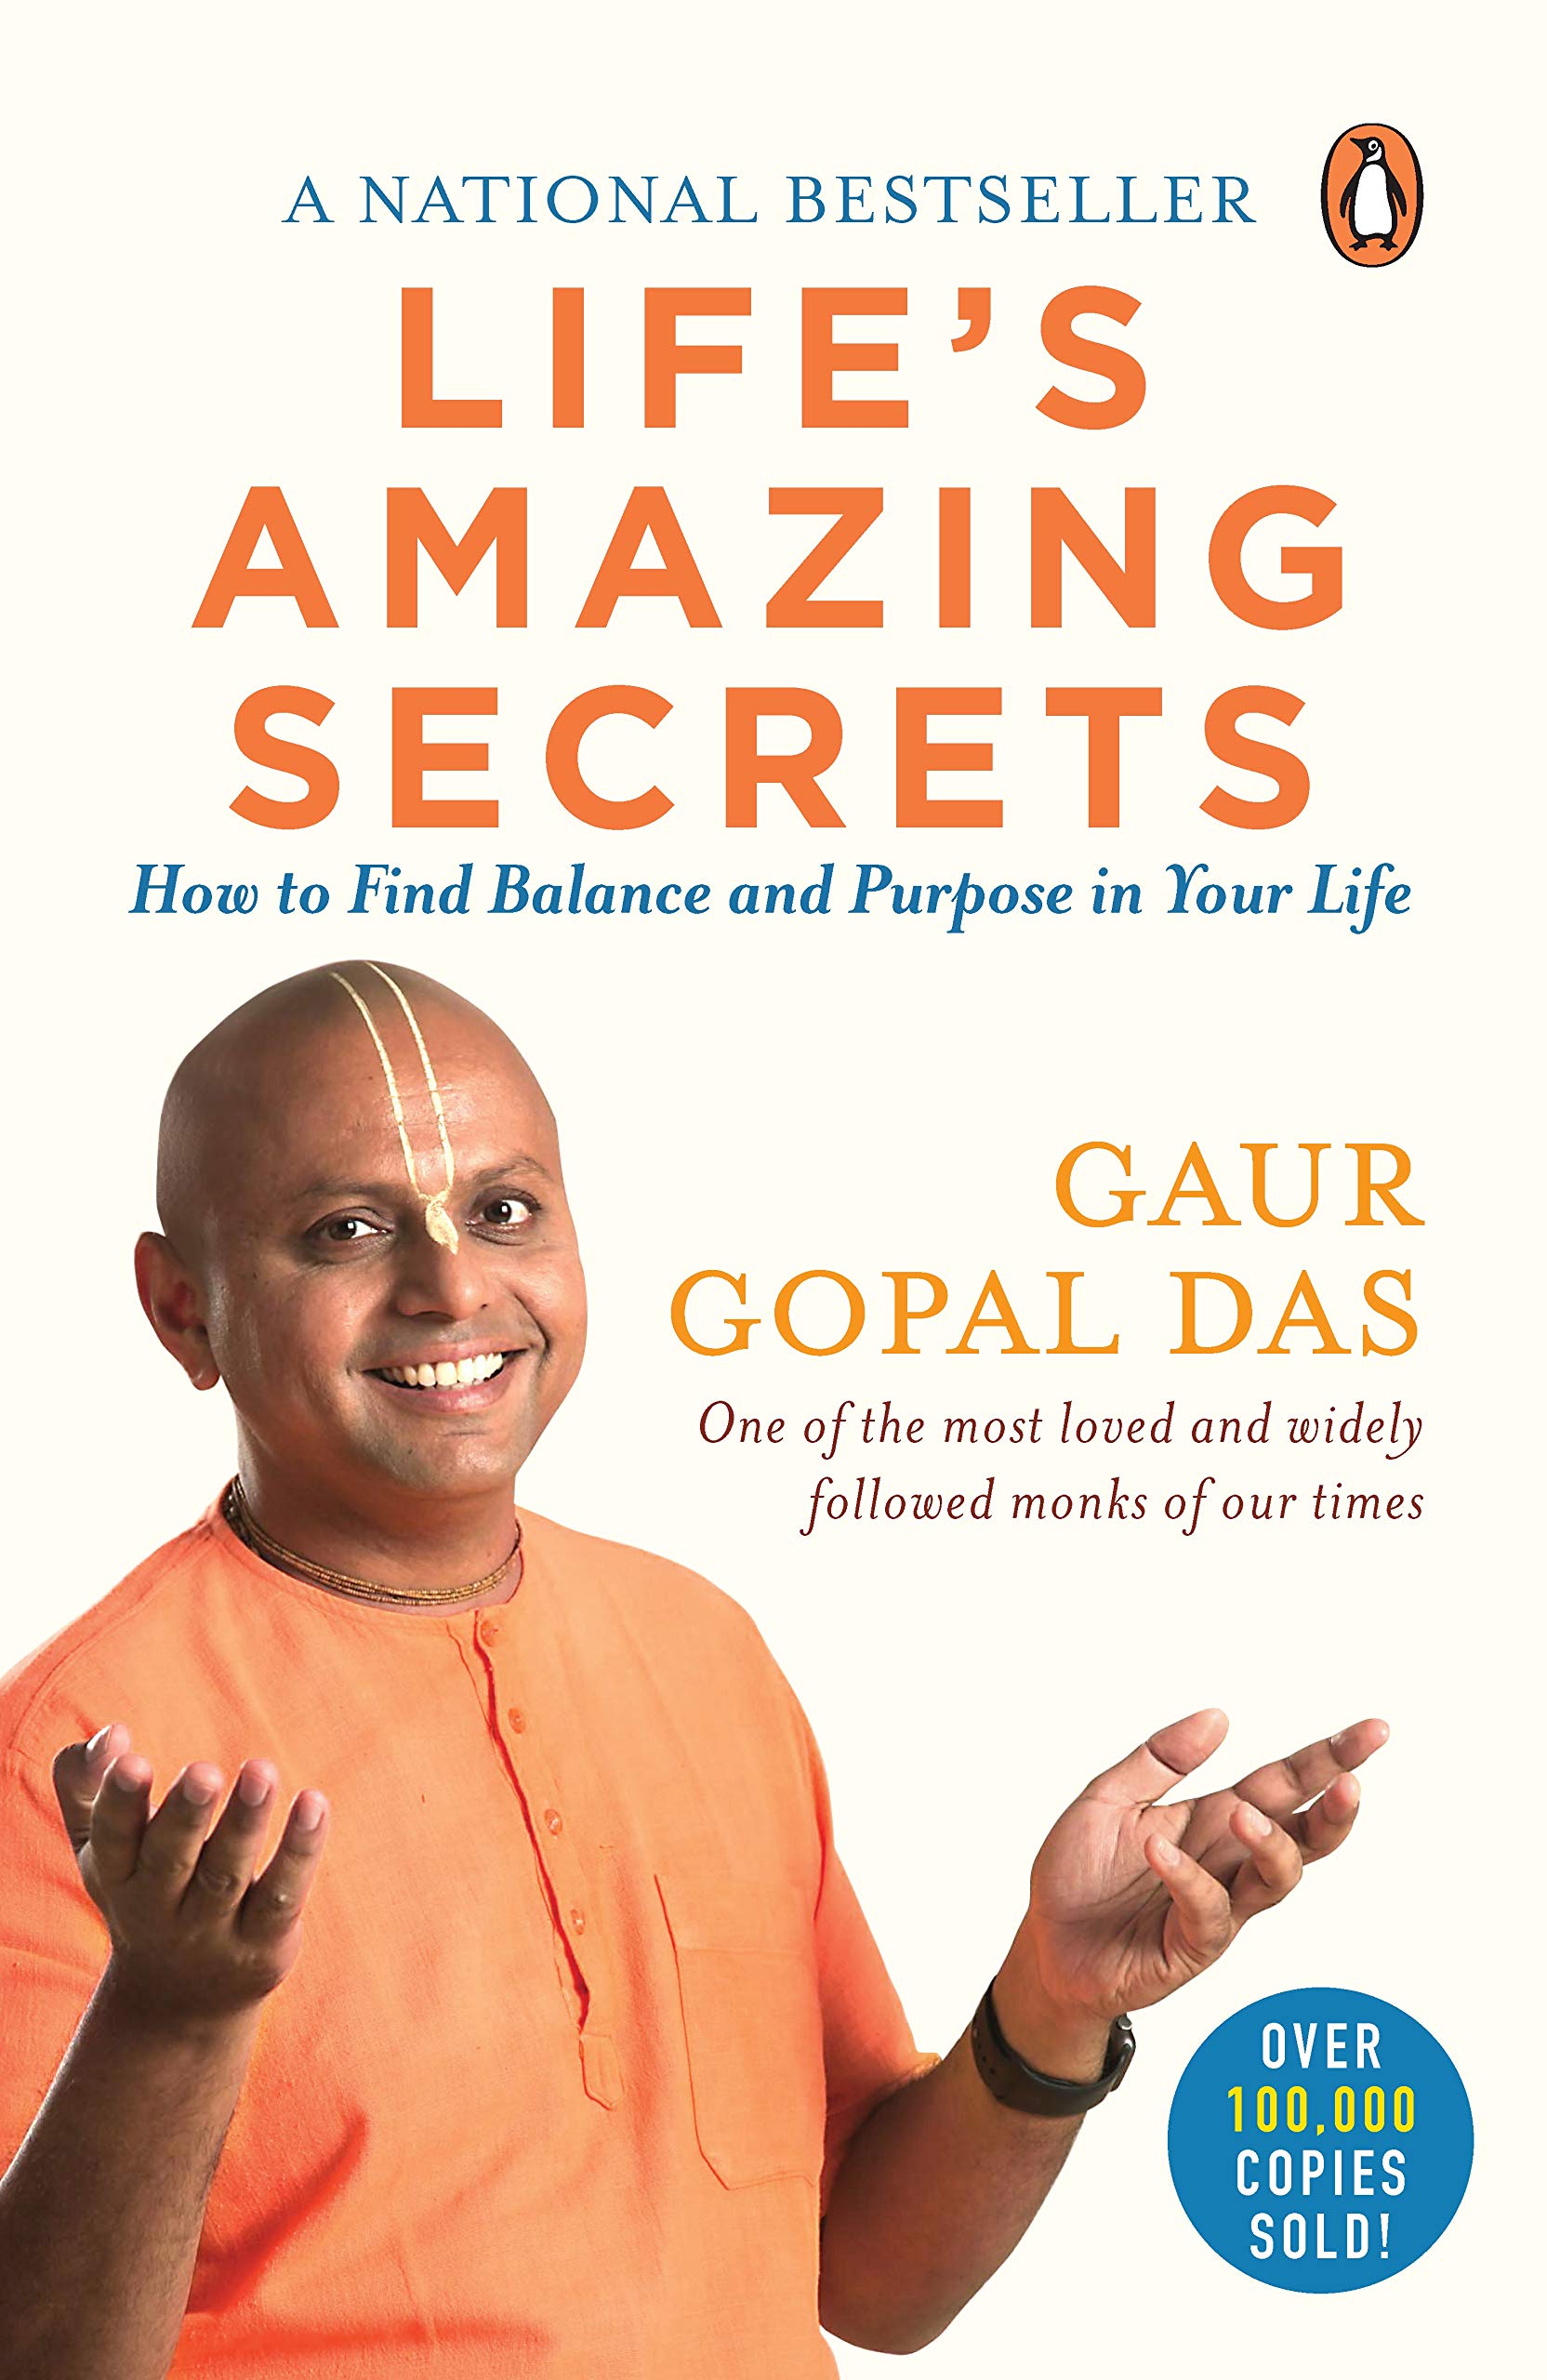 A NATIONAL BESTSELLER
LIFE’S
AMAZING
SECRETS
How to Find Balance and Purpose in Your Life
GAUR
GOPAL DAS
One of the most loved and widely
followed monks of our times
OVER
100,000
COPIES
SOLD!